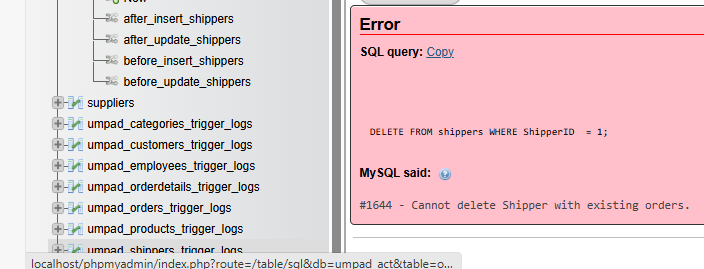 New
after_insert_shippers
after_update_shippers
before_insert_shippers
before_update_shippers
suppliers
umpad_categories_trigger_logs
umpad_customers_trigger_logs
umpad_employees_trigger_logs
umpad_orderdetails_trigger_logs
umpad_orders_trigger_logs
umpad_products_trigger_logs
umpad_shippers_trigger_logs
localhost/phpmyadmin/index.php?route=/table/sql&db=umpad_act&table=o...
Error
SQL query: Copy
DELETE FROM shippers WHERE ShipperID = 1;
MySQL said:
#1644 - Cannot delete Shipper with existing orders.